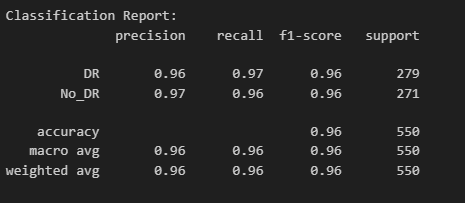 Classification Report:
precision recall f1-score support
DR 0.96 0.97 0.96 279
No_DR 0.97 0.96 0.96 271
accuracy 0.96 550
macro avg 0.96 0.96 0.96 550
weighted avg 0.96 0.96 0.96 550